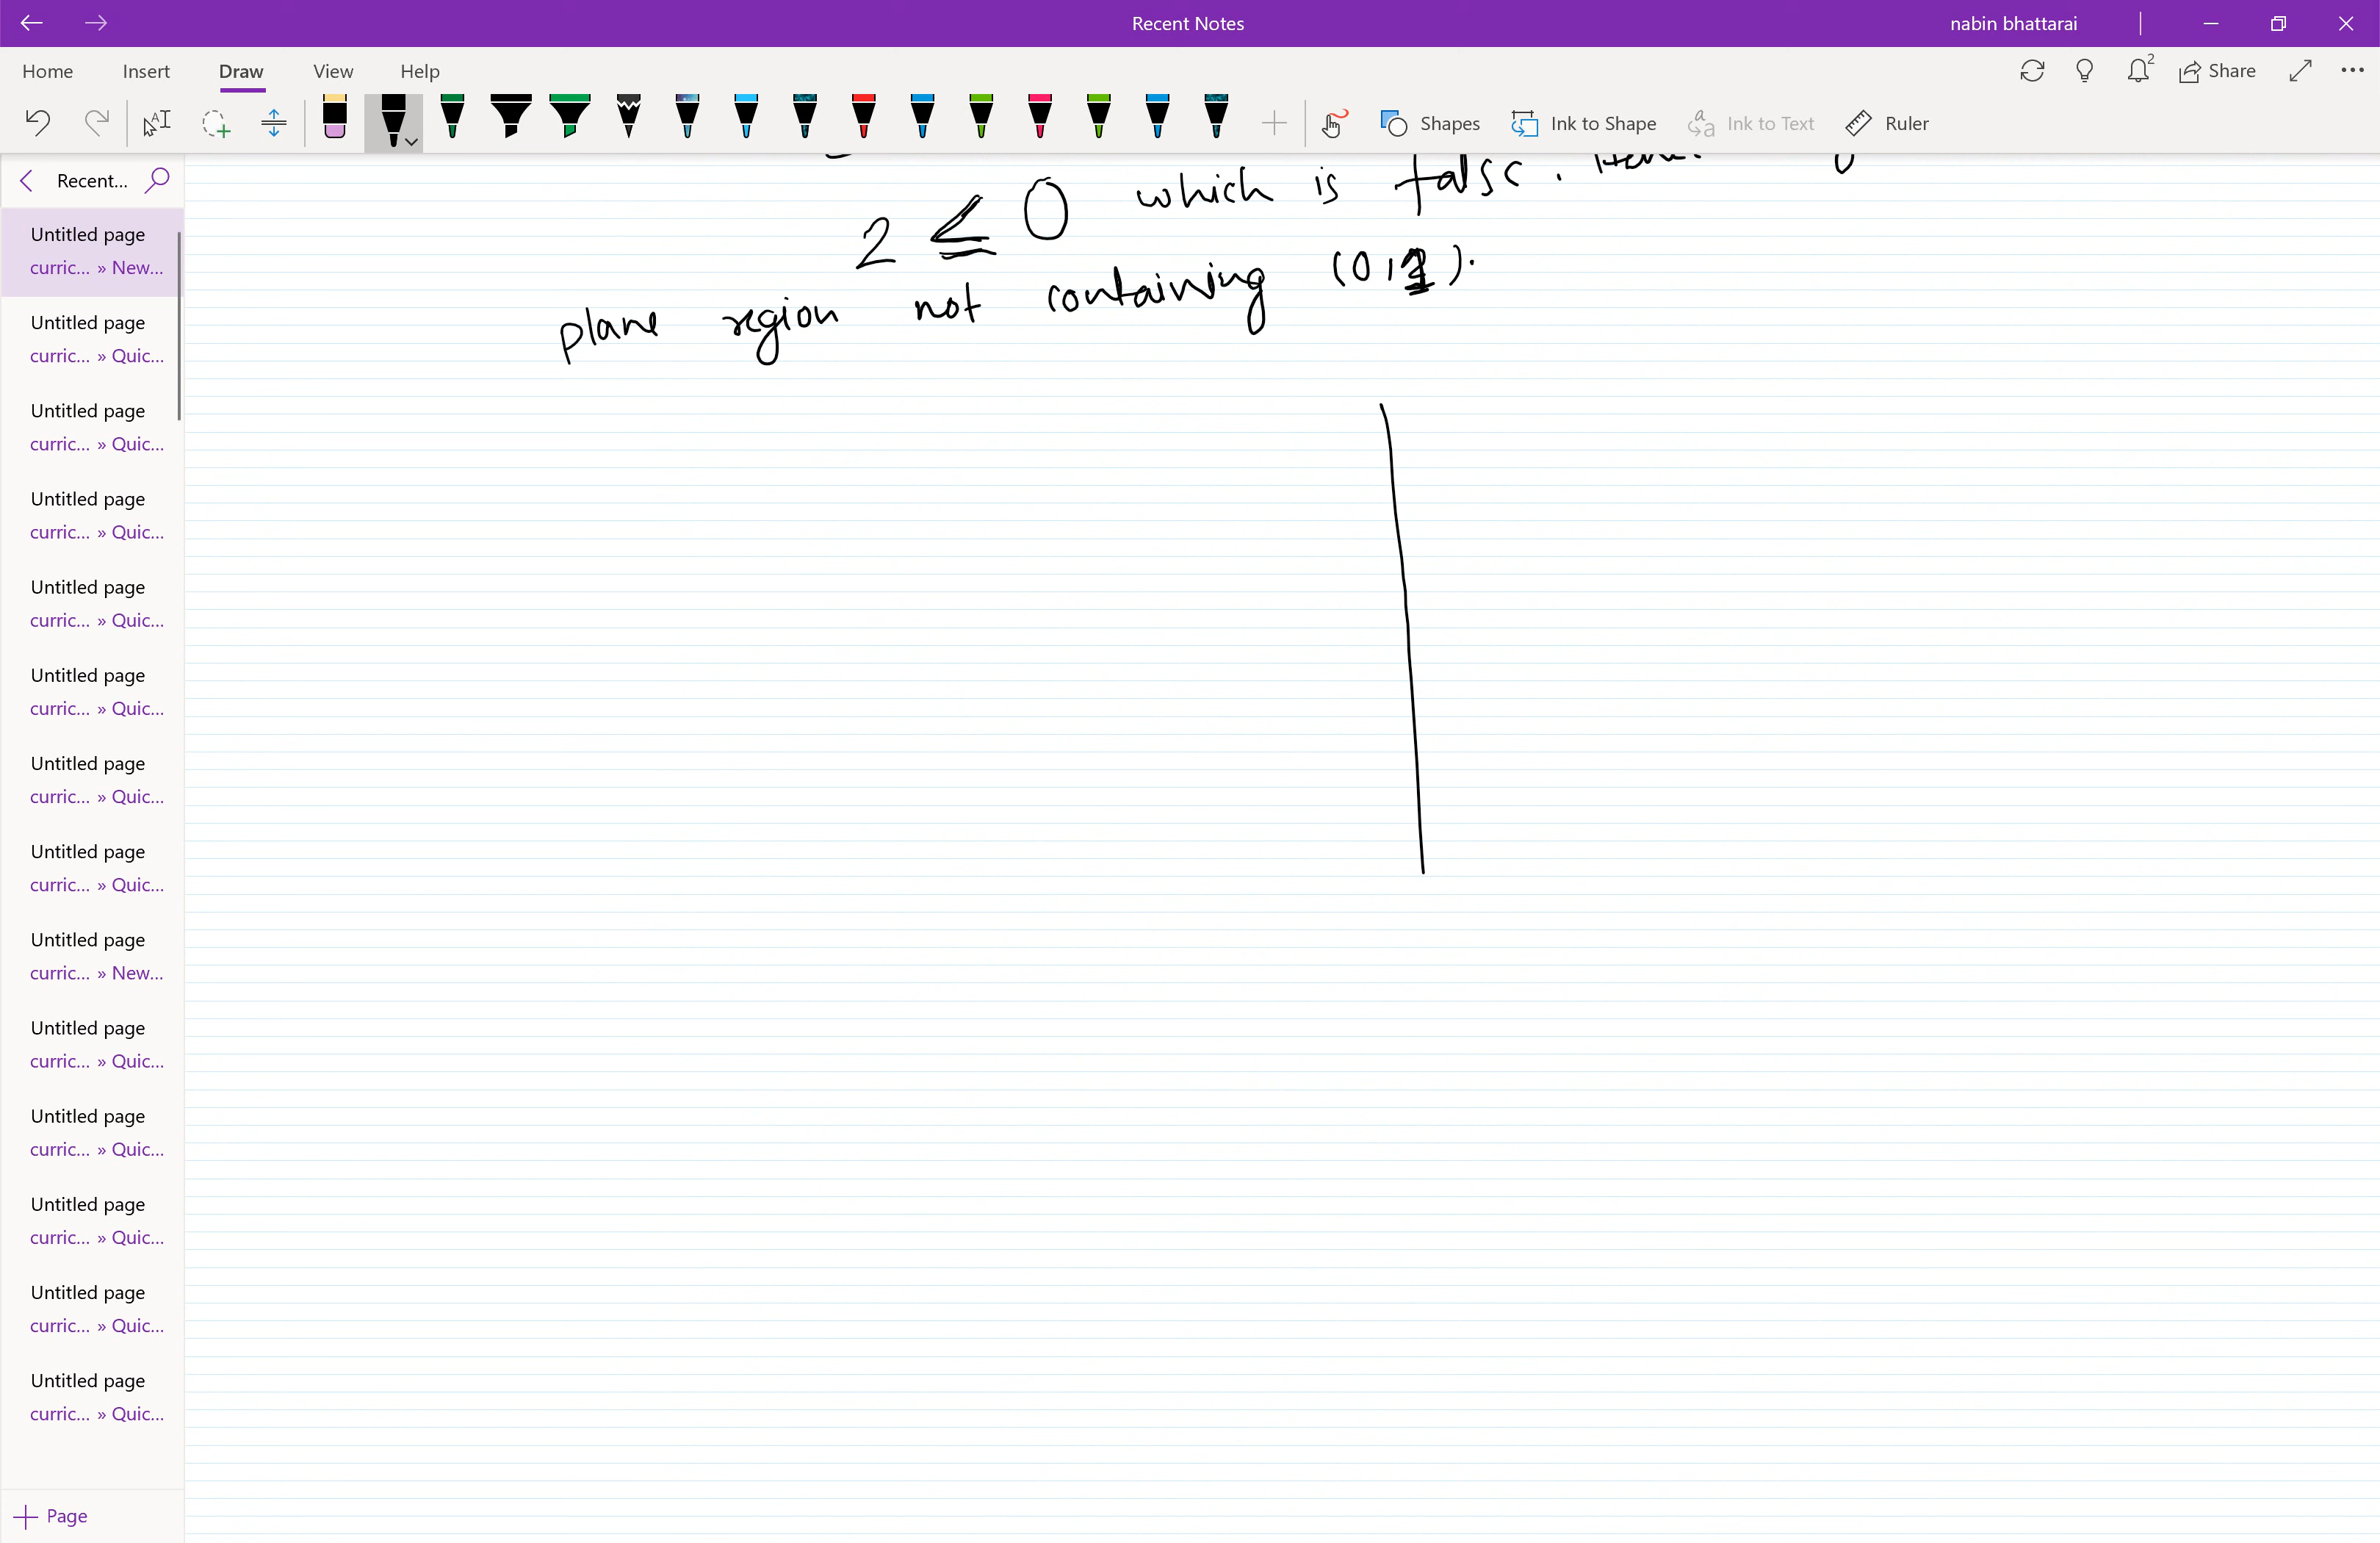 Recent Notes
nabin bhattarai
Home Insert Draw View Help
2 Share
Shapes Ink to Shape Ink to Text Ruler
Recent...
Untitled page
curric... » New...
Untitled page
curric... » Quic...
Untitled page
curric... » Quic...
Untitled page
curric... » Quic...
Untitled page
curric... » Quic...
Untitled page
curric... » Quic...
Untitled page
curric... » Quic...
Untitled page
curric... » Quic...
Untitled page
curric... » New...
Untitled page
curric... » Quic...
Untitled page
curric... » Quic...
Untitled page
curric... » Quic...
Untitled page
curric... » Quic...
Untitled page
curric... » Quic...
Page
2 ≤ 0 which is false.
plane region not containing (0,1).